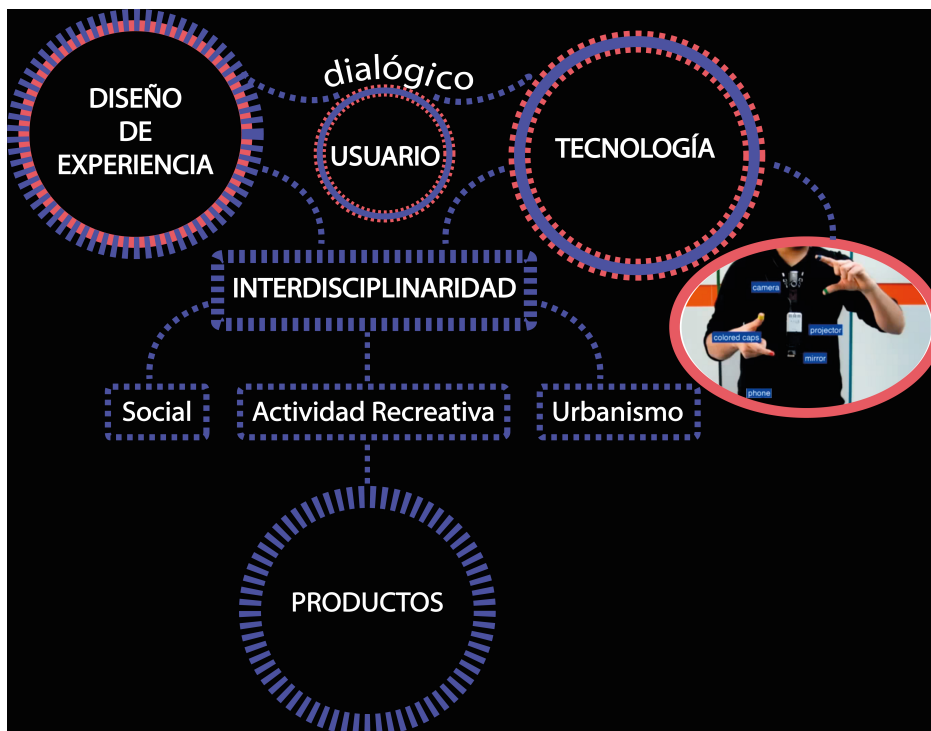 dialógico
DISEÑO
DE
EXPERIENCIA
USUARIO
TECNOLOGÍA
INTERDISCIPLINARIDAD
camera
colored caps
projector
mirror
phone
Social
Actividad Recreativa
Urbanismo
PRODUCTOS